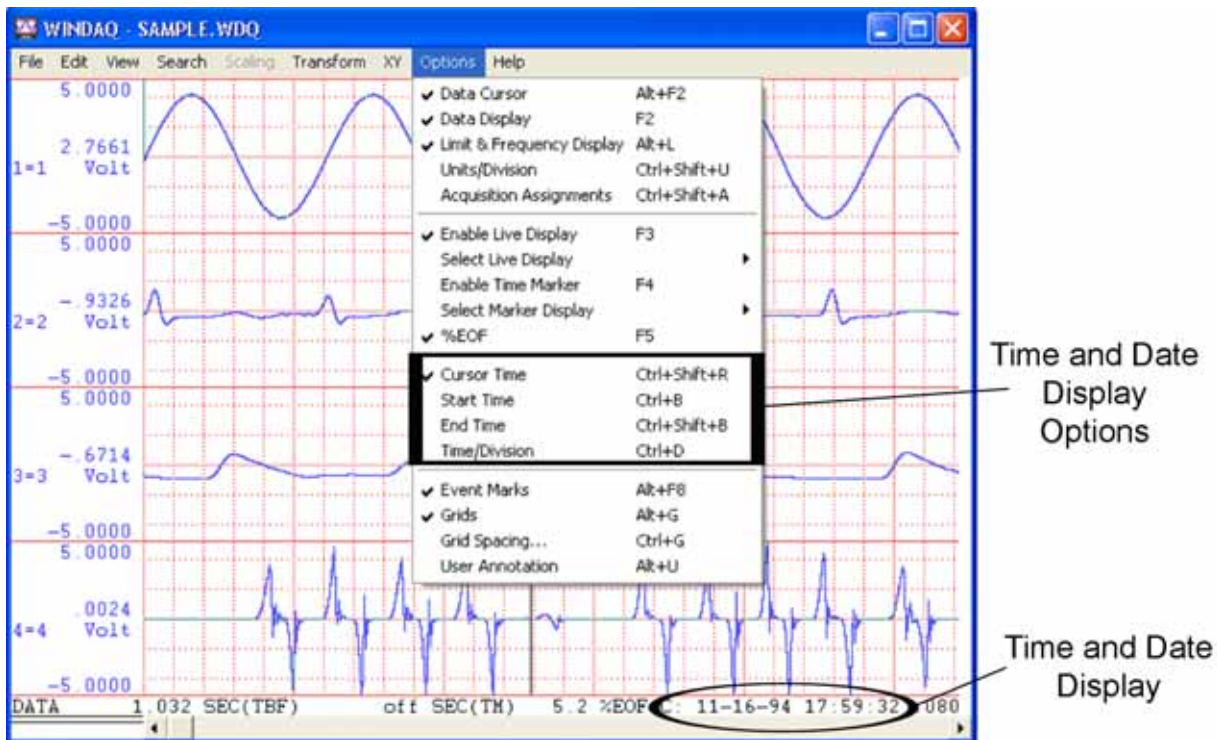 WINDAQ - SAMPLE.WDQ
File Edit View Search Scaling Transform XY Options Help
5.0000
2.7661
1=1 Volt
-5.0000
5.0000
-.9326
2=2 Volt
-5.0000
5.0000
-.6714
3=3 Volt
-5.0000
5.0000
.0024
4=4 Volt
-5.0000
Data Cursor Alt+F2
Data Display F2
Limit & Frequency Display Alt+L
Units/Division Ctrl+Shift+U
Acquisition Assignments Ctrl+Shift+A
Enable Live Display F3
Select Live Display
Enable Time Marker F4
Select Marker Display
%EOF F5
Cursor Time Ctrl+Shift+R
Start Time Ctrl+B
End Time Ctrl+Shift+B
Time/Division Ctrl+D
Event Marks Alt+F8
Grids Alt+G
Grid Spacing... Ctrl+G
User Annotation Alt+U
Time and Date
Display
Options
Time and Date
Display
DATA 1.032 SEC(TBF) off SEC(TM) 5.2 %EOF C: 11-16-94 17:59:32 080